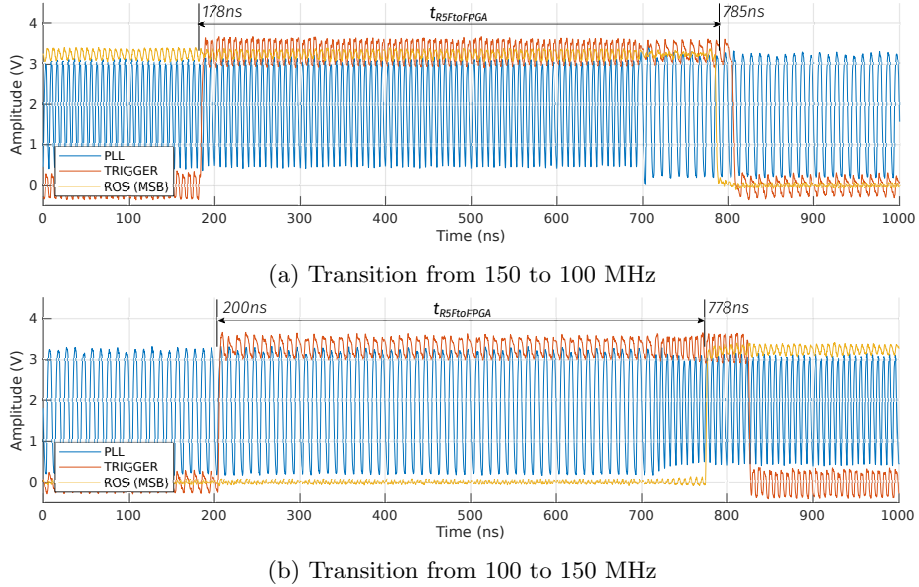 178ns
t_R5FtoFPGA
785ns
4
3
2
1
0
Amplitude (V)
PLL
TRIGGER
ROS (MSB)
0 100 200 300 400 500 600 700 800 900 1000
Time (ns)
(a) Transition from 150 to 100 MHz
200ns
t_R5FtoFPGA
778ns
4
3
2
1
0
Amplitude (V)
PLL
TRIGGER
ROS (MSB)
0 100 200 300 400 500 600 700 800 900 1000
Time (ns)
(b) Transition from 100 to 150 MHz